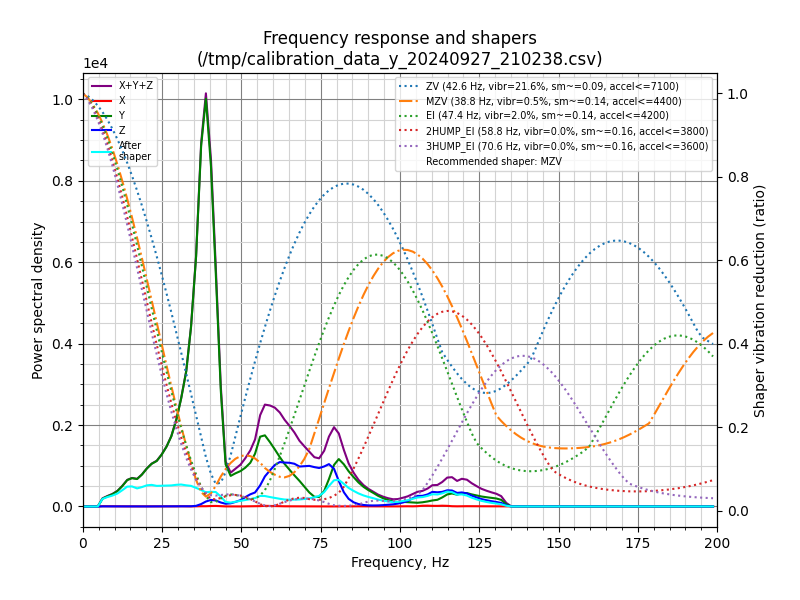 Frequency response and shapers
(/tmp/calibration_data_y_20240927_210238.csv)
1e4
X+Y+Z
X
Y
Z
After
shaper
ZV (42.6 Hz, vibr=21.6%, sm~=0.09, accel<=7100)
MZV (38.8 Hz, vibr=0.5%, sm~=0.14, accel<=4400)
EI (47.4 Hz, vibr=2.0%, sm~=0.14, accel<=4200)
2HUMP_EI (58.8 Hz, vibr=0.0%, sm~=0.16, accel<=3800)
3HUMP_EI (70.6 Hz, vibr=0.0%, sm~=0.16, accel<=3600)
Recommended shaper: MZV
Power spectral density
1.0
0.8
0.6
0.4
0.2
0.0
1.0
0.8
0.6
0.4
0.2
0.0
Shaper vibration reduction (ratio)
0 25 50 75 100 125 150 175 200
Frequency, Hz